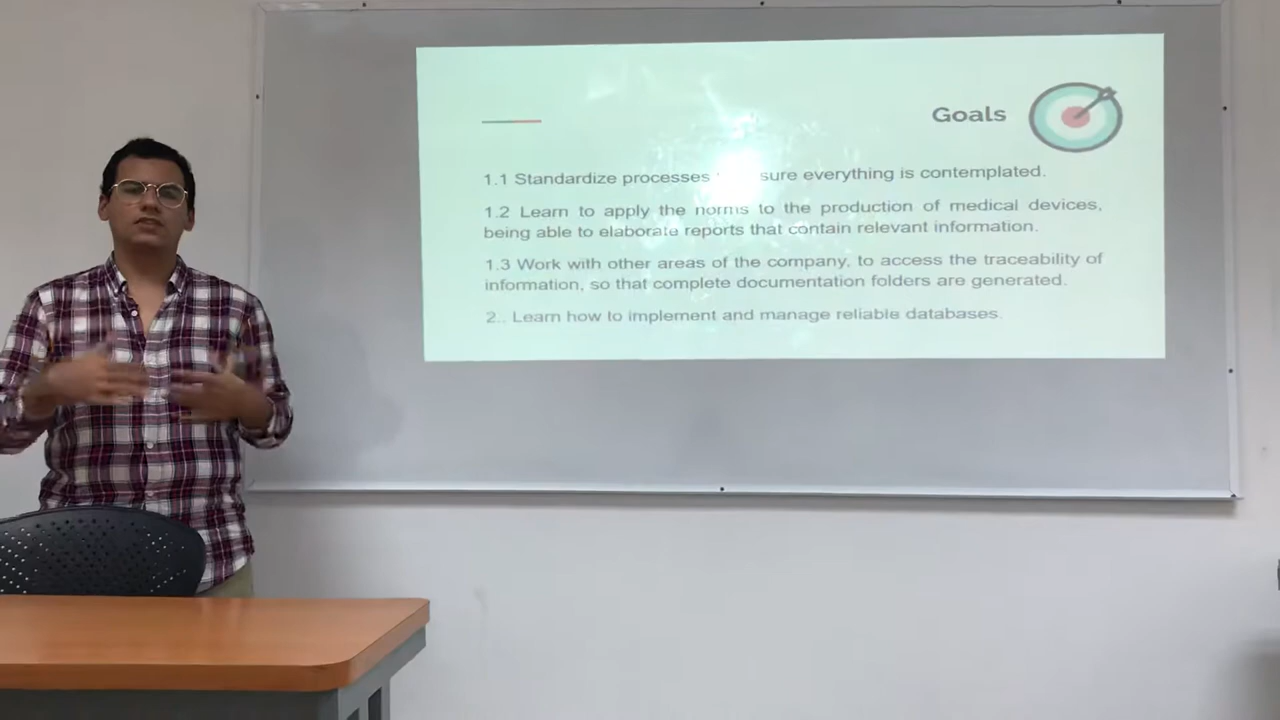 Goals
1.1 Standardize processes sure everything is contemplated.
1.2 Learn to apply the norms to the production of medical devices,
being able to elaborate reports that contain relevant information.
1.3 Work with other areas of the company, to access the traceability of
information, so that complete documentation folders are generated.
2.. Learn how to implement and manage reliable databases.